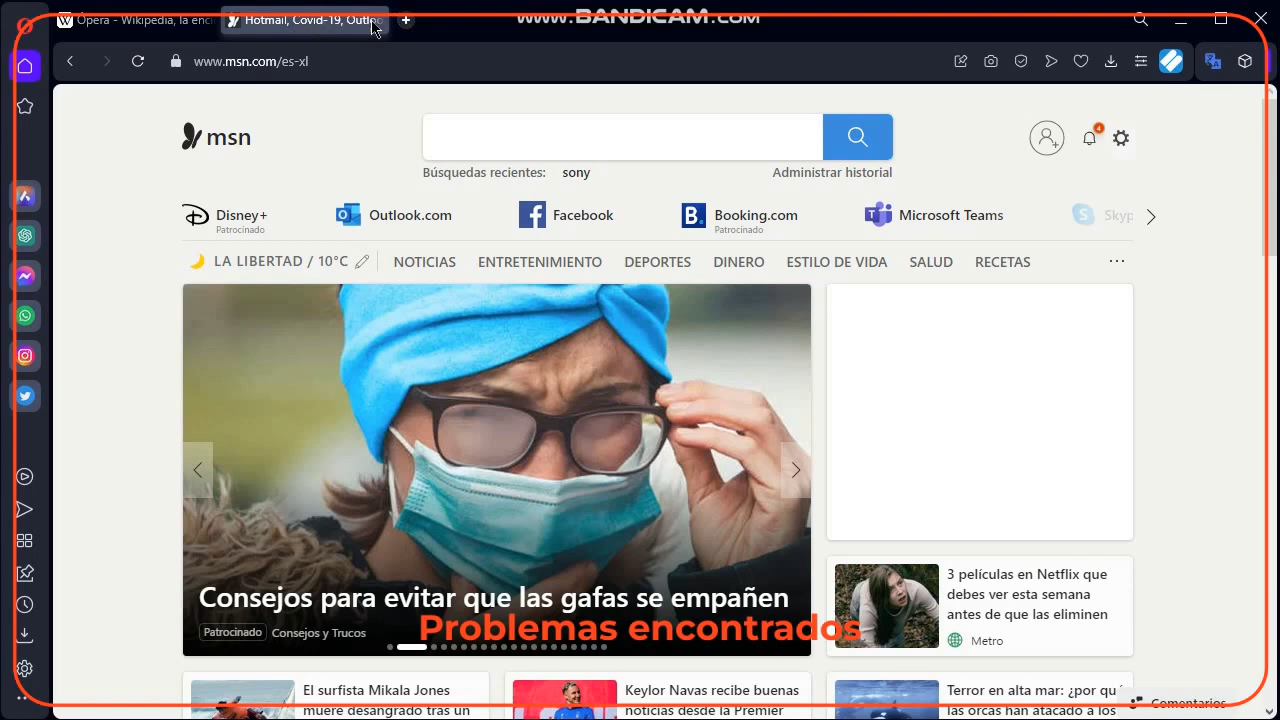 Ópera - Wikipedia, la enci
Hotmail, Covid-19, Outlo
www.BANDICAM.com
www.msn.com/es-xl
msn
Búsquedas recientes: sony
Administrar historial
4
Disney+
Patrocinado
Outlook.com
Facebook
B.
Booking.com
Patrocinado
Microsoft Teams
Skyp
LA LIBERTAD / 10°C
NOTICIAS
ENTRETENIMIENTO
DEPORTES
DINERO
ESTILO DE VIDA
SALUD
RECETAS
Consejos para evitar que las gafas se empañen
Patrocinado Consejos y Trucos
Problemas encontrados
3 películas en Netflix que
debes ver esta semana
antes de que las eliminen
Metro
El surfista Mikala Jones
muere desangrado tras un
Keylor Navas recibe buenas
noticias desde la Premier
Terror en alta mar: ¿por qu
las orcas han atacado a los
Comentarios